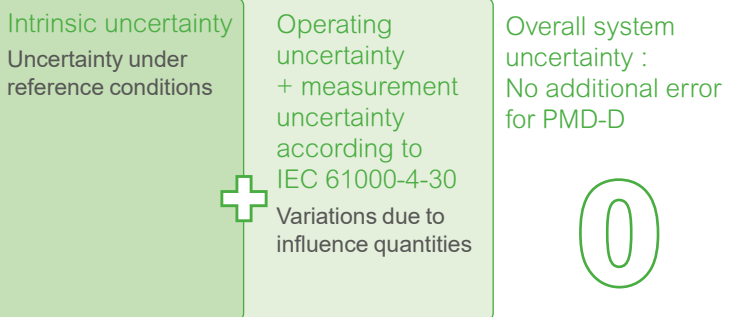 Intrinsic uncertainty
Uncertainty under
reference conditions
Operating
uncertainty
+ measurement
uncertainty
according to
IEC 61000-4-30
Variations due to
influence quantities
Overall system
uncertainty :
No additional error
for PMD-D
0